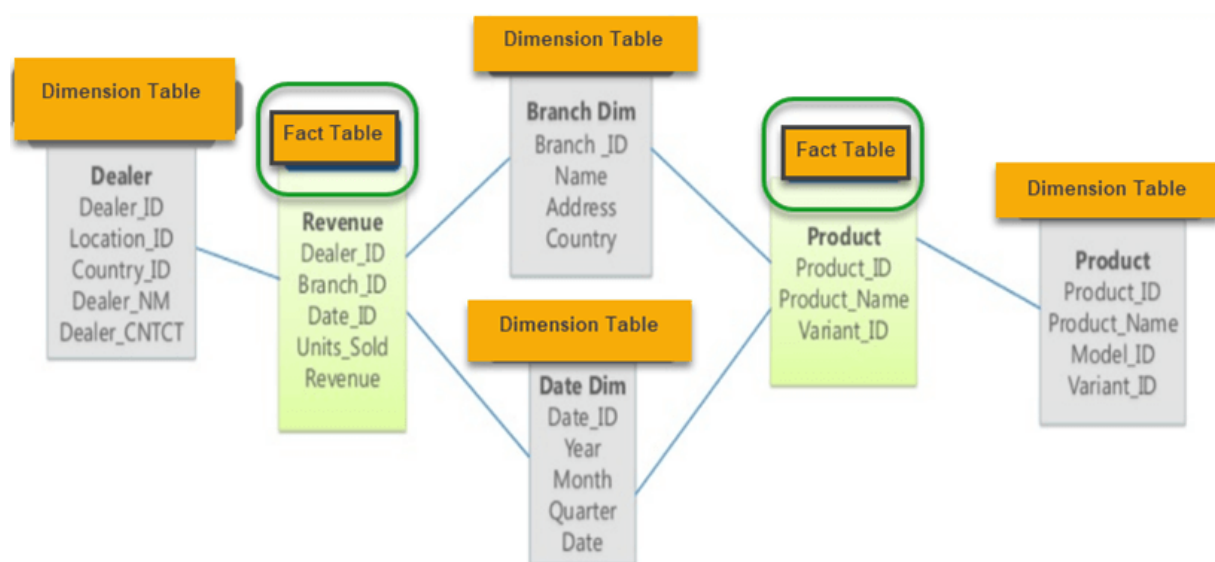 Dimension Table
Dealer
Dealer_ID
Location_ID
Country_ID
Dealer_NM
Dealer_CNTCT
Fact Table
Revenue
Dealer_ID
Branch_ID
Date_ID
Units_Sold
Revenue
Dimension Table
Branch Dim
Branch _ID
Name
Address
Country
Dimension Table
Date Dim
Date_ID
Year
Month
Quarter
Date
Fact Table
Product
Product_ID
Product_Name
Variant_ID
Dimension Table
Product
Product_ID
Product_Name
Model_ID
Variant_ID